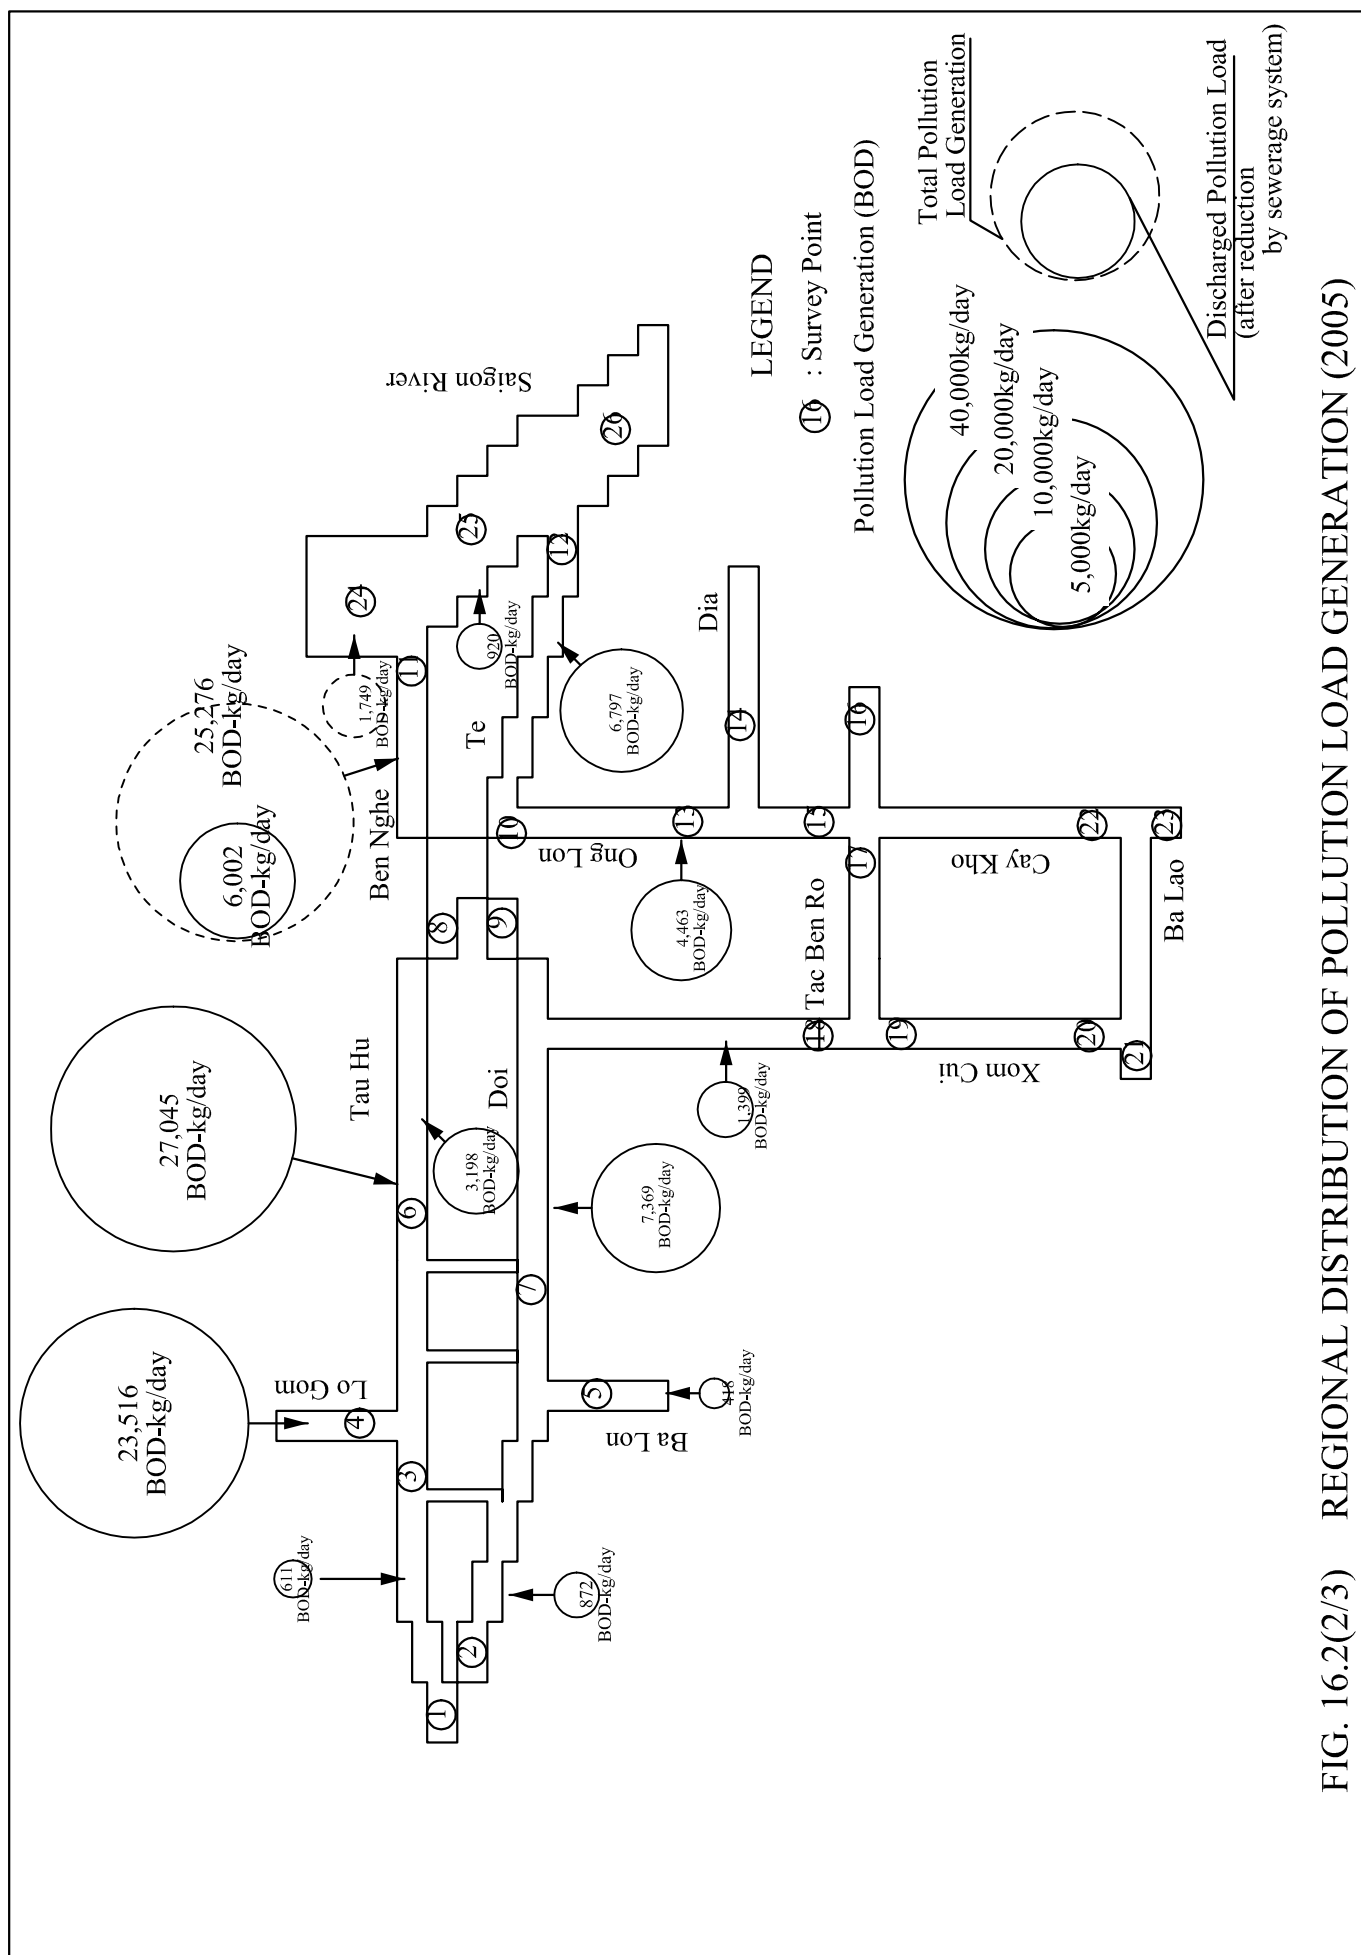 23,516
BOD-kg/day
27,045
BOD-kg/day
6,002
BOD-kg/day
25,276
BOD-kg/day
1,749
BOD-kg/day
611
BOD-kg/day
Lo Gom
Tau Hu
Ben Nghe
Saigon River
3,198
BOD-kg/day
Doi
Te
920
BOD-kg/day
872
BOD-kg/day
Ba Lon
418
BOD-kg/day
7,369
BOD-kg/day
1,399
BOD-kg/day
4,463
BOD-kg/day
6,797
BOD-kg/day
Ong Lon
Dia
Tac Ben Ro
Xom Cui
Cay Kho
Ba Lao
1
2
3
4
5
6
7
8
9
10
11
12
13
14
15
16
17
18
19
20
21
22
23
24
25
26
LEGEND
16 : Survey Point
Pollution Load Generation (BOD)
40,000kg/day
20,000kg/day
10,000kg/day
5,000kg/day
Total Pollution
Load Generation
Discharged Pollution Load
(after reduction
by sewerage system)
FIG. 16.2(2/3) REGIONAL DISTRIBUTION OF POLLUTION LOAD GENERATION (2005)